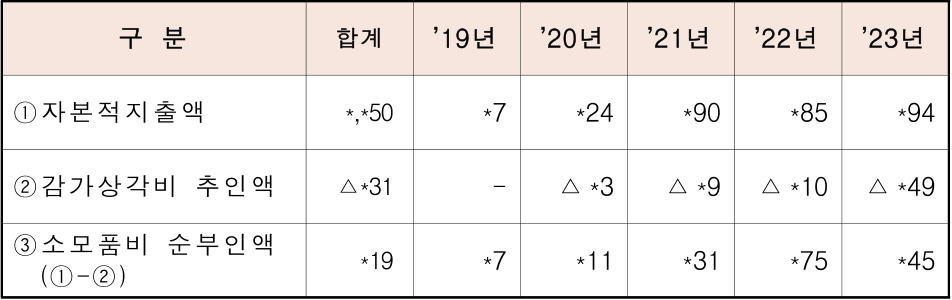 구 분 합계 '19년 '20년 '21년 '22년 '23년
①자본적지출액 *,*50 *7 *24 *90 *85 *94
②감가상각비 추인액 △*31 - △ *3 △ *9 △ *10 △ *49
③소모품비 순부인액 *19 *7 *11 *31 *75 *45
(①-②)